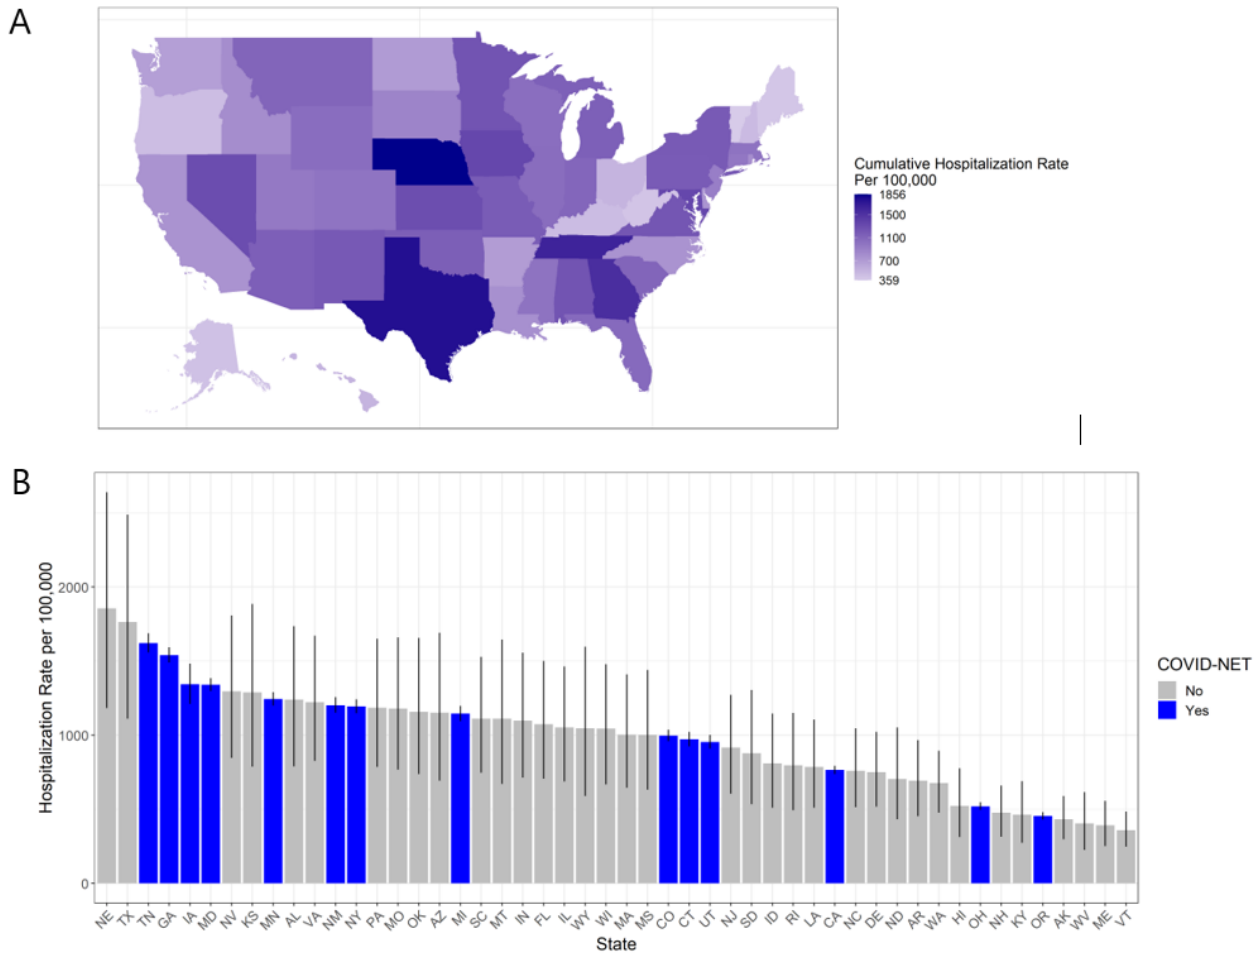 A
Cumulative Hospitalization Rate
Per 100,000
1856
1500
1100
700
359
B
Hospitalization Rate per 100,000
2000
1000
0
NE TX TN GA IA MD NV KS MN AL VA NM NY PA MO OK AZ MI SC MT IN FL IL WY WI MA MS CO CT UT NJ SD ID RI LA CA NC DE ND AR WA HI OH NH KY OR AK WV ME VT
State
COVID-NET
No
Yes